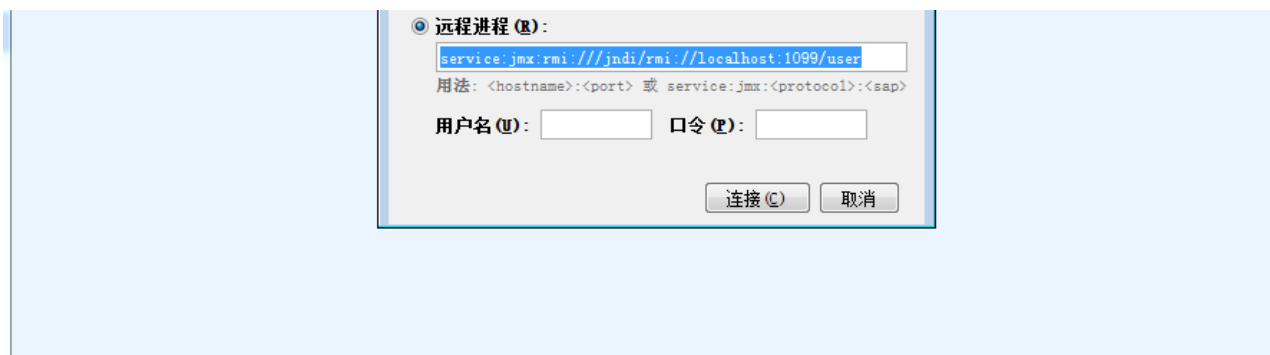 远程进程(R):
service:jmx:rmi:///jndi/rmi://localhost:1099/user
用法: <hostname>:<port> 或 service:jmx:<protocol>:<sap>
用户名(U): 口令(P):
连接(C) 取消